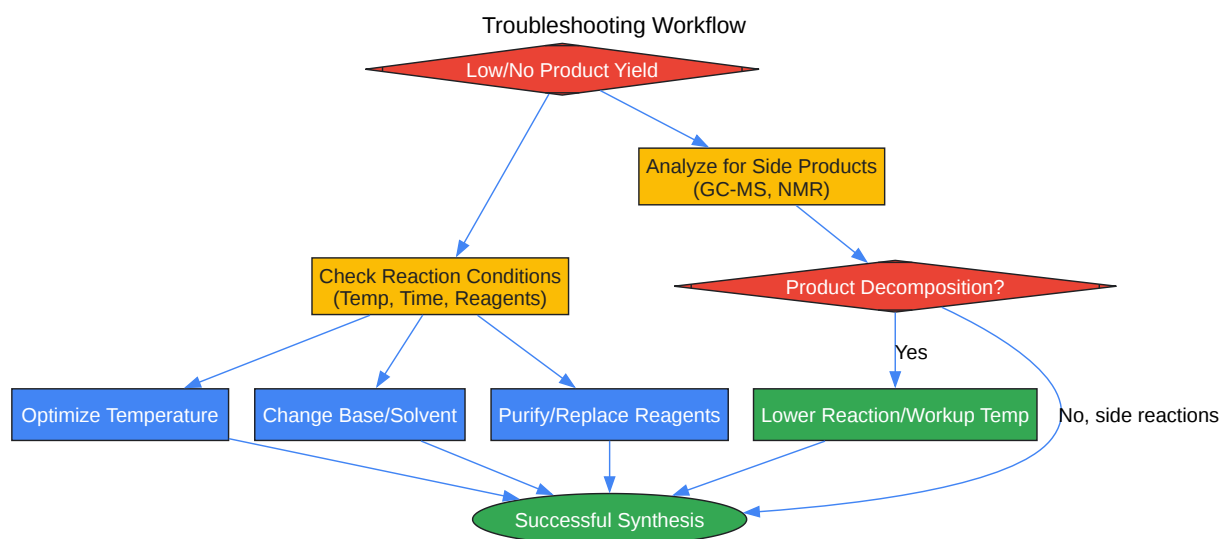 Troubleshooting Workflow
Low/No Product Yield
Analyze for Side Products
(GC-MS, NMR)
Check Reaction Conditions
(Temp, Time, Reagents)
Product Decomposition?
Yes
Optimize Temperature
Change Base/Solvent
Purify/Replace Reagents
Lower Reaction/Workup Temp
No, side reactions
Successful Synthesis